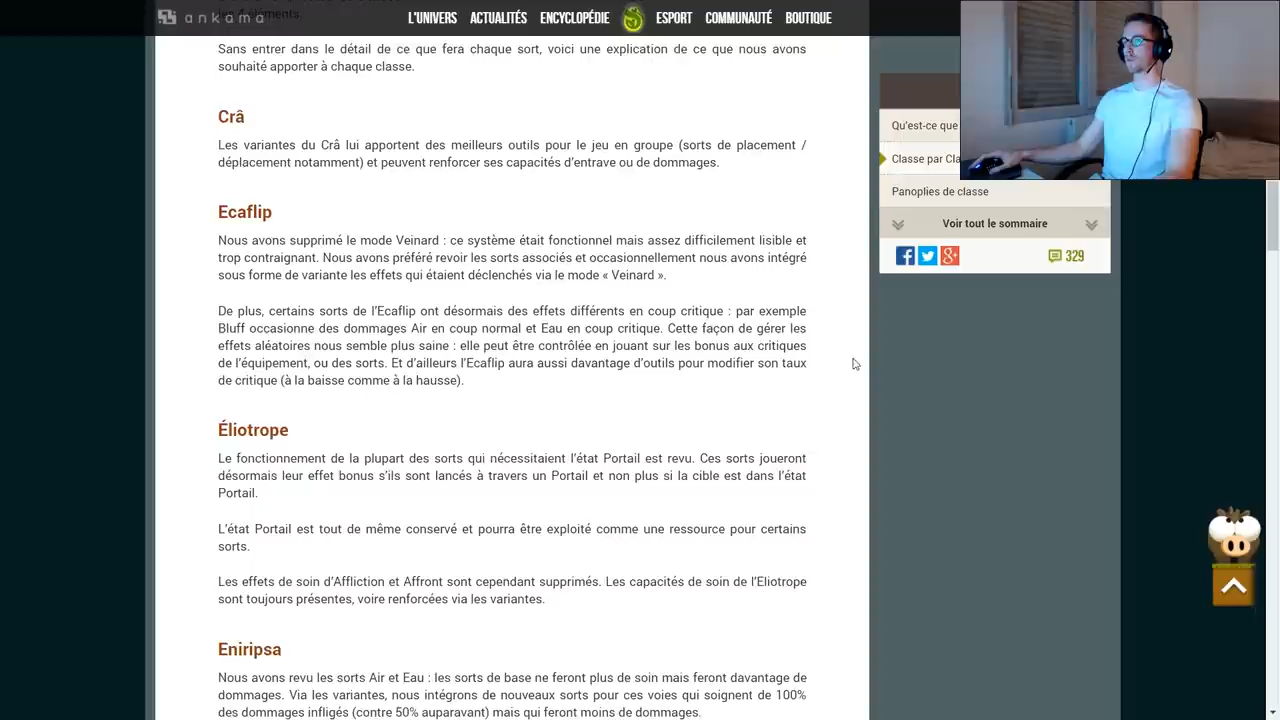 ankama
L'UNIVERS ACTUALITÉS ENCYCLOPÉDIE ESPORT COMMUNAUTÉ BOUTIQUE
les 4 éléments.
Sans entrer dans le détail de ce que fera chaque sort, voici une explication de ce que nous avons
souhaité apporter à chaque classe.
Crâ
Les variantes du Crâ lui apportent des meilleurs outils pour le jeu en groupe (sorts de placement /
déplacement notamment) et peuvent renforcer ses capacités d'entrave ou de dommages.
Ecaflip
Nous avons supprimé le mode Veinard : ce système était fonctionnel mais assez difficilement lisible et
trop contraignant. Nous avons préféré revoir les sorts associés et occasionnellement nous avons intégré
sous forme de variante les effets qui étaient déclenchés via le mode « Veinard ».
De plus, certains sorts de l'Ecaflip ont désormais des effets différents en coup critique : par exemple
Bluff occasionne des dommages Air en coup normal et Eau en coup critique. Cette façon de gérer les
effets aléatoires nous semble plus saine : elle peut être contrôlée en jouant sur les bonus aux critiques
de l'équipement, ou des sorts. Et d'ailleurs l'Ecaflip aura aussi davantage d'outils pour modifier son taux
de critique (à la baisse comme à la hausse).
Éliotrope
Le fonctionnement de la plupart des sorts qui nécessitaient l'état Portail est revu. Ces sorts joueront
désormais leur effet bonus s'ils sont lancés à travers un Portail et non plus si la cible est dans l'état
Portail.
L'état Portail est tout de même conservé et pourra être exploité comme une ressource pour certains
sorts.
Les effets de soin d'Affliction et Affront sont cependant supprimés. Les capacités de soin de l'Eliotrope
sont toujours présentes, voire renforcées via les variantes.
Eniripsa
Nous avons revu les sorts Air et Eau : les sorts de base ne feront plus de soin mais feront davantage de
dommages. Via les variantes, nous intégrons de nouveaux sorts pour ces voies qui soignent de 100%
des dommages infligés (contre 50% auparavant) mais qui feront moins de dommages.
Qu'est-ce que
Classe par Cla
Panoplies de classe
Voir tout le sommaire
329